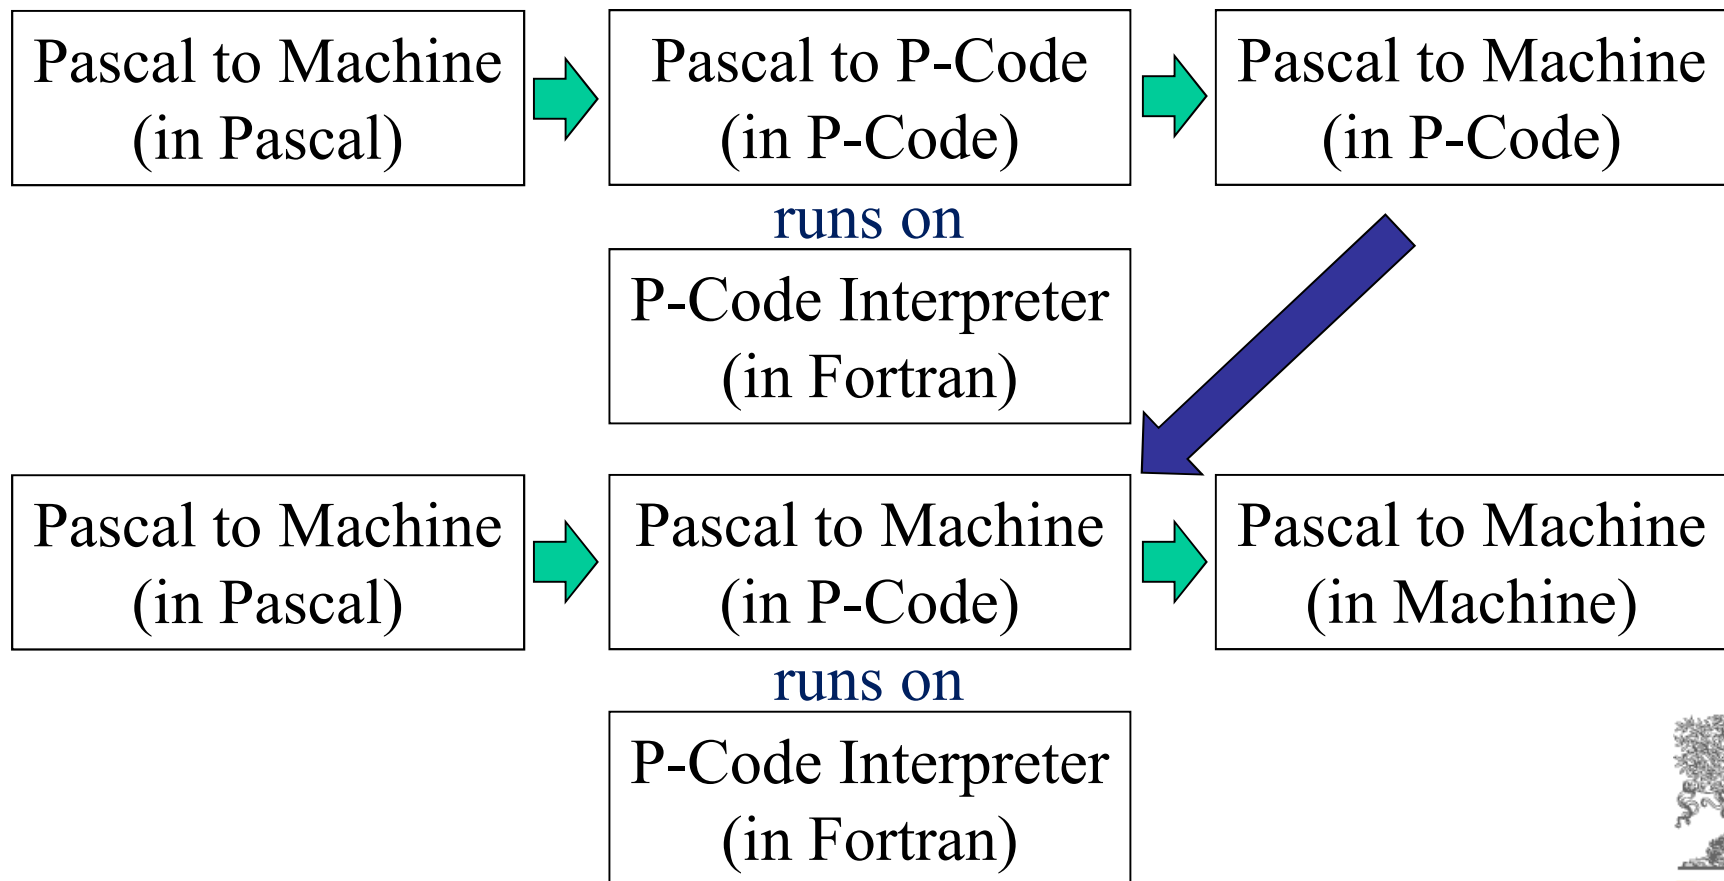 Pascal to Machine
(in Pascal)
Pascal to P-Code
(in P-Code)
Pascal to Machine
(in P-Code)
runs on
P-Code Interpreter
(in Fortran)
Pascal to Machine
(in Pascal)
Pascal to Machine
(in P-Code)
Pascal to Machine
(in Machine)
runs on
P-Code Interpreter
(in Fortran)